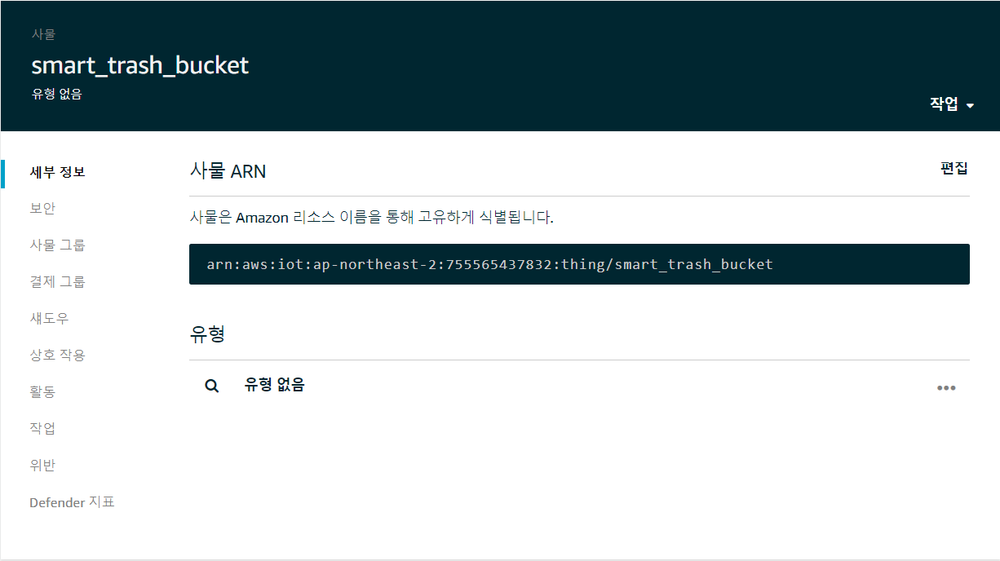 사물
smart_trash_bucket
유형 없음
작업
세부 정보
보안
사물 그룹
결제 그룹
섀도우
상호 작용
활동
작업
위반
Defender 지표
사물 ARN
편집
사물은 Amazon 리소스 이름을 통해 고유하게 식별됩니다.
arn:aws:iot:ap-northeast-2:755565437832:thing/smart_trash_bucket
유형
유형 없음